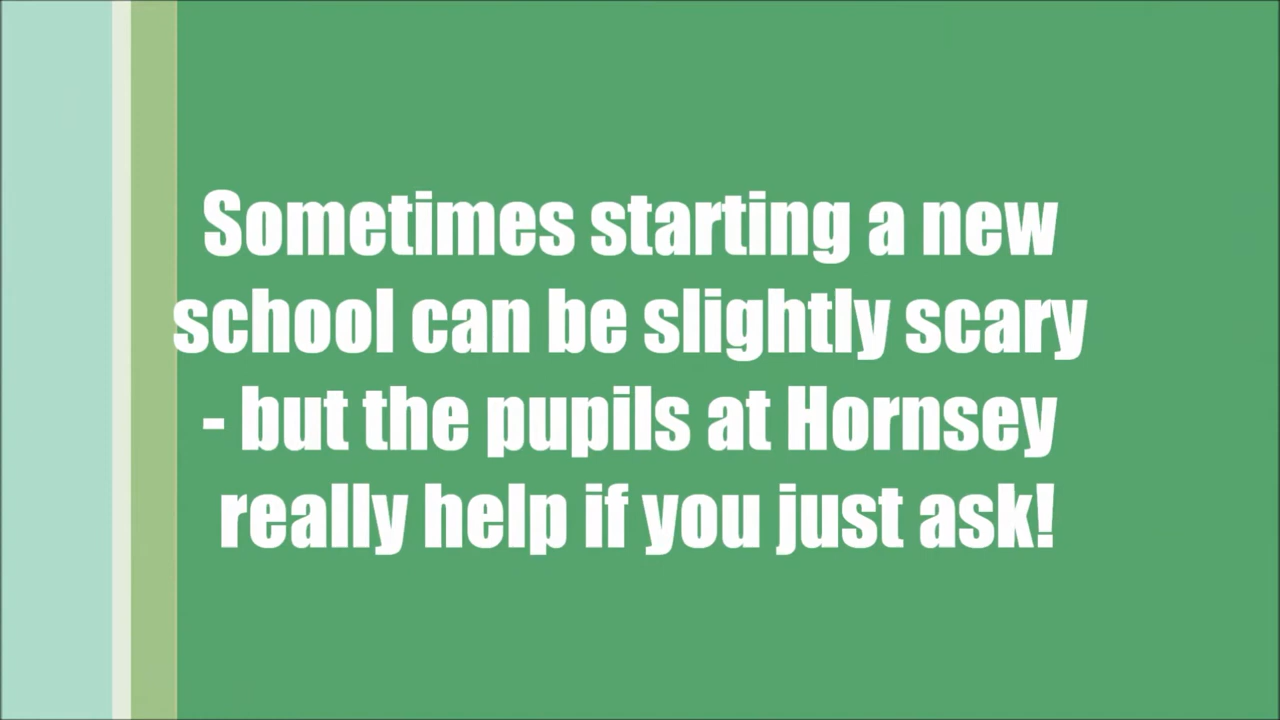 Sometimes starting a new
school can be slightly scary
- but the pupils at Hornsey
really help if you just ask!